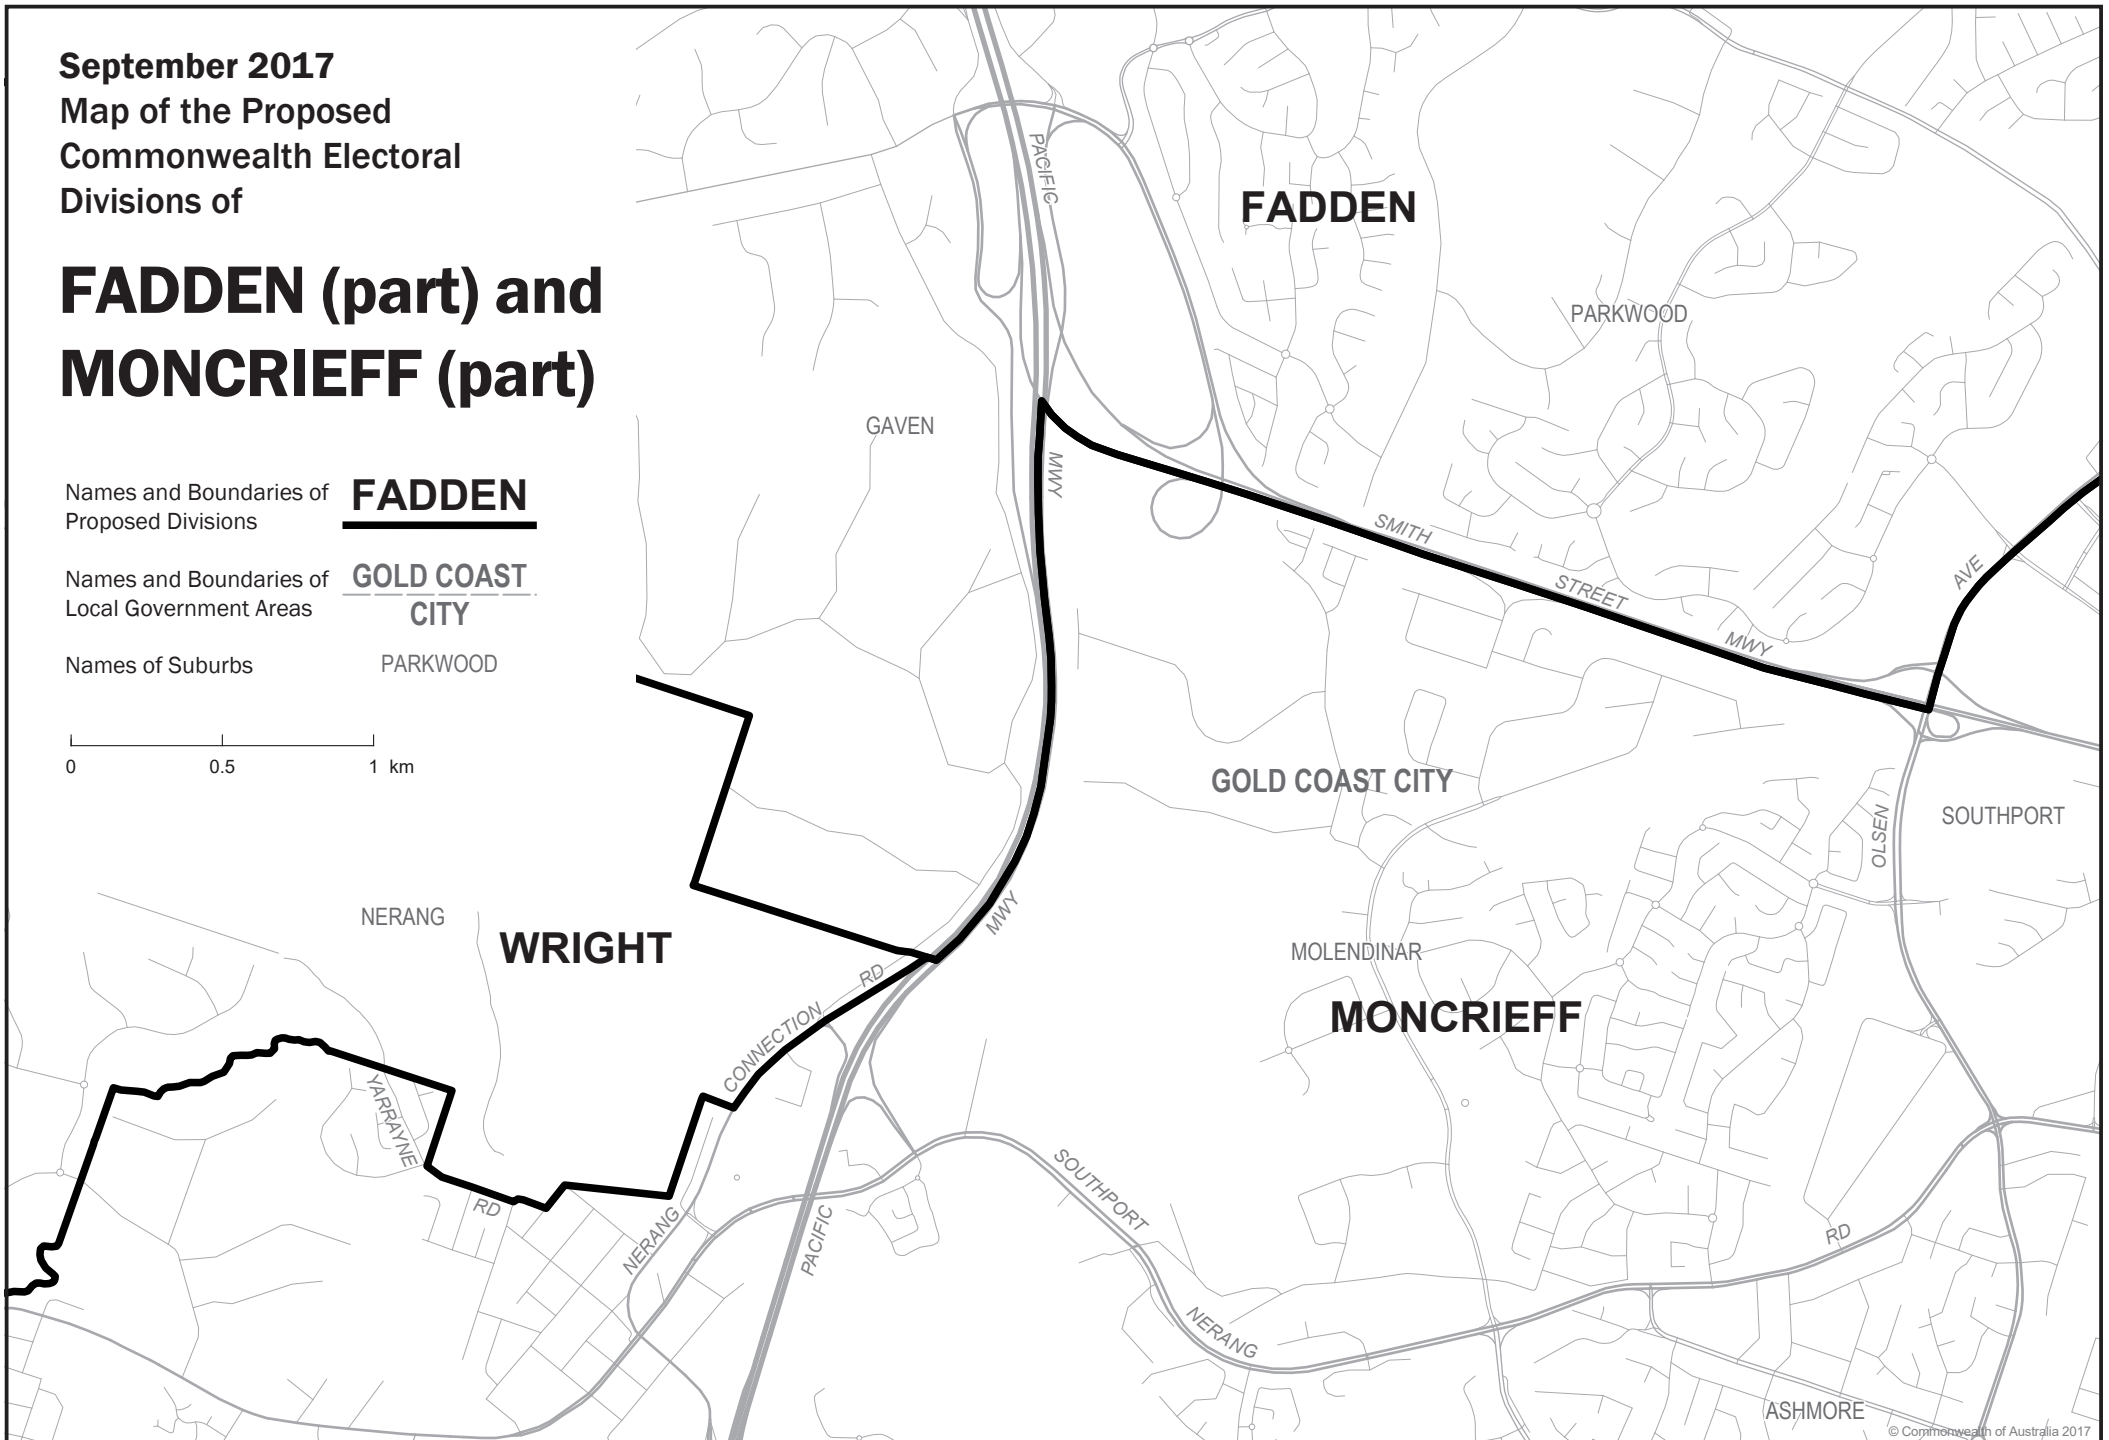 September 2017
Map of the Proposed
Commonwealth Electoral
Divisions of
FADDEN (part) and
MONCRIEFF (part)
Names and Boundaries of
Proposed Divisions
FADDEN
Names and Boundaries of
Local Government Areas
GOLD COAST
CITY
Names of Suburbs
PARKWOOD
0 0.5 1 km
PACIFIC
FADDEN
PARKWOOD
GAVEN
MWY
SMITH
STREET
MWY
AVE
GOLD COAST CITY
OLSEN
SOUTHPORT
NERANG
WRIGHT
MWY
RD
CONNECTION
MOLENDINAR
MONCRIEFF
YARRAYNE
RD
NERANG
PACIFIC
SOUTHPORT
NERANG
RD
ASHMORE
© Commonwealth of Australia 2017